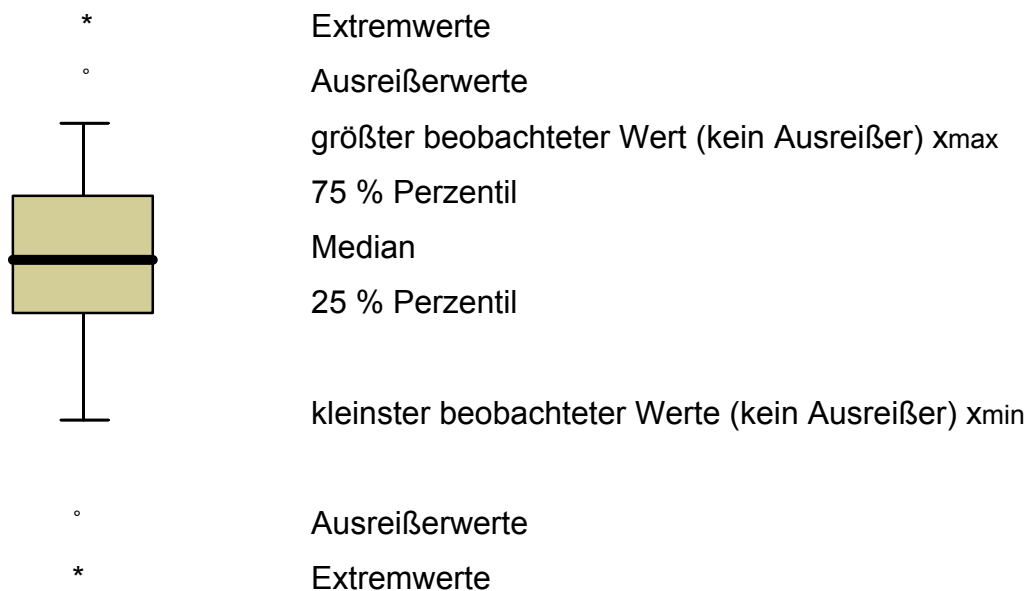 * Extremwerte
° Ausreißerwerte
größter beobachteter Wert (kein Ausreißer) xmax
75 % Perzentil
Median
25 % Perzentil
kleinster beobachteter Werte (kein Ausreißer) xmin
° Ausreißerwerte
* Extremwerte